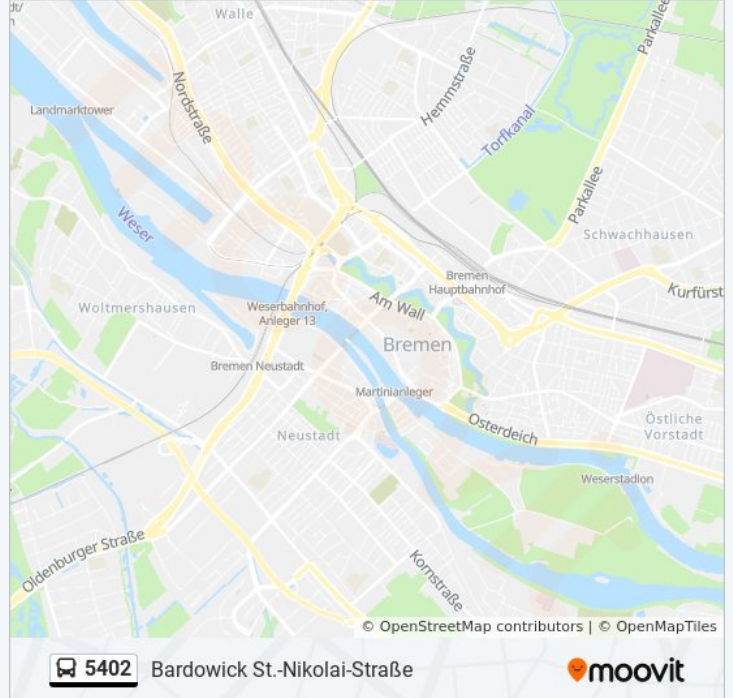 dt/
Walle
Parkallee
Hemmstraße
Nordstraße
Landmarktower
Torfkanal
Parkallee
Weser
Schwachhausen
Bremen
Hauptbahnhof
Kurfürst
Woltmershausen
Weserbahnhof,
Anleger 13
Am Wall
Bremen
Bremen Neustadt
Martinianleger
Osterdeich
Östliche
Vorstadt
Neustadt
Weserstadion
Oldenburger Straße
Kornstraße
© OpenStreetMap contributors | © OpenMapTiles
5402 Bardowick St.-Nikolai-Straße
moovit